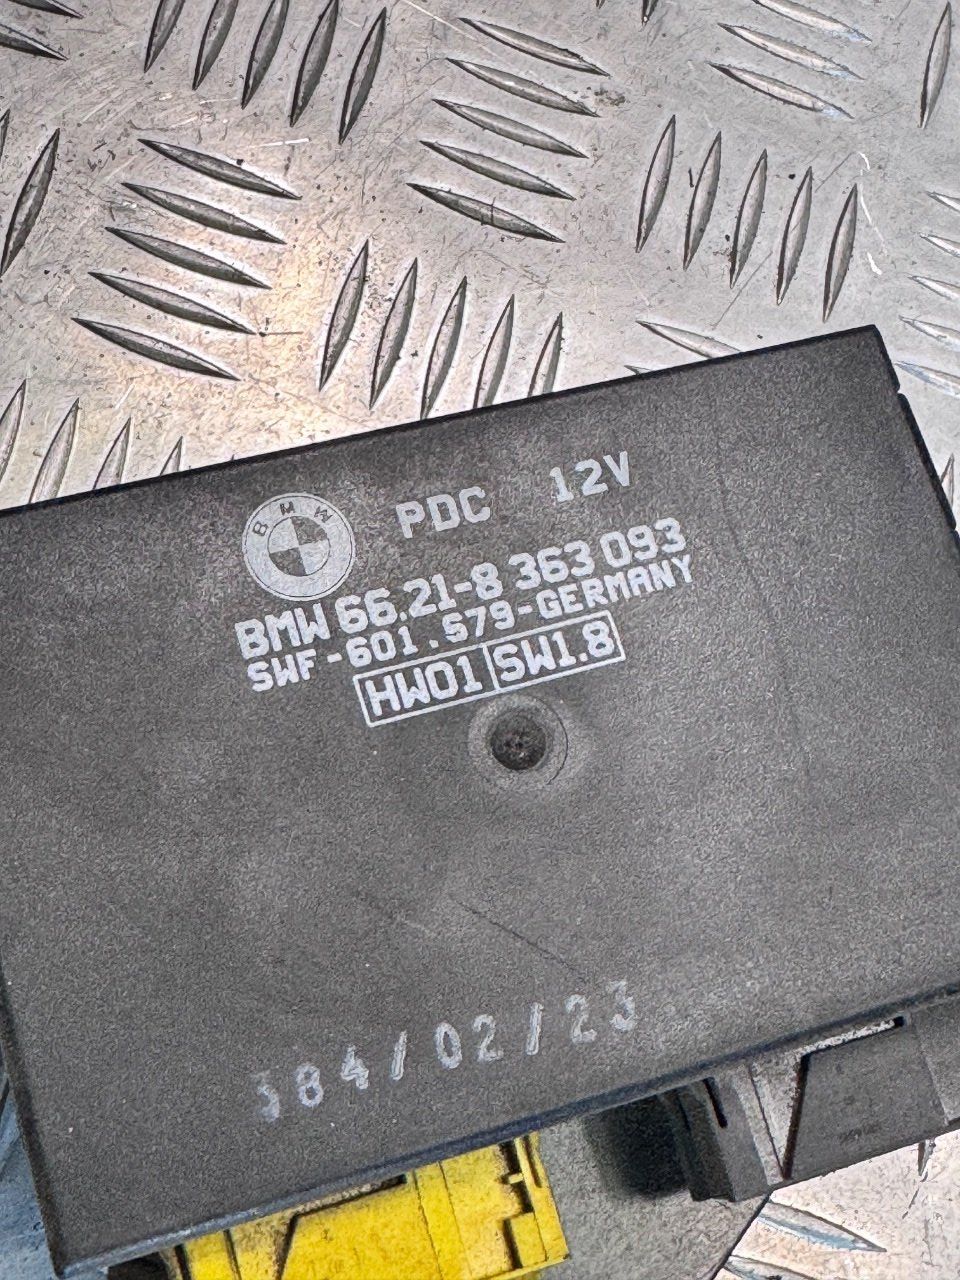 BMW
PDC 12V
BMW 66.21-8 363 093
SWF-601.579-GERMANY
HW01 SW1.8
384/02/23